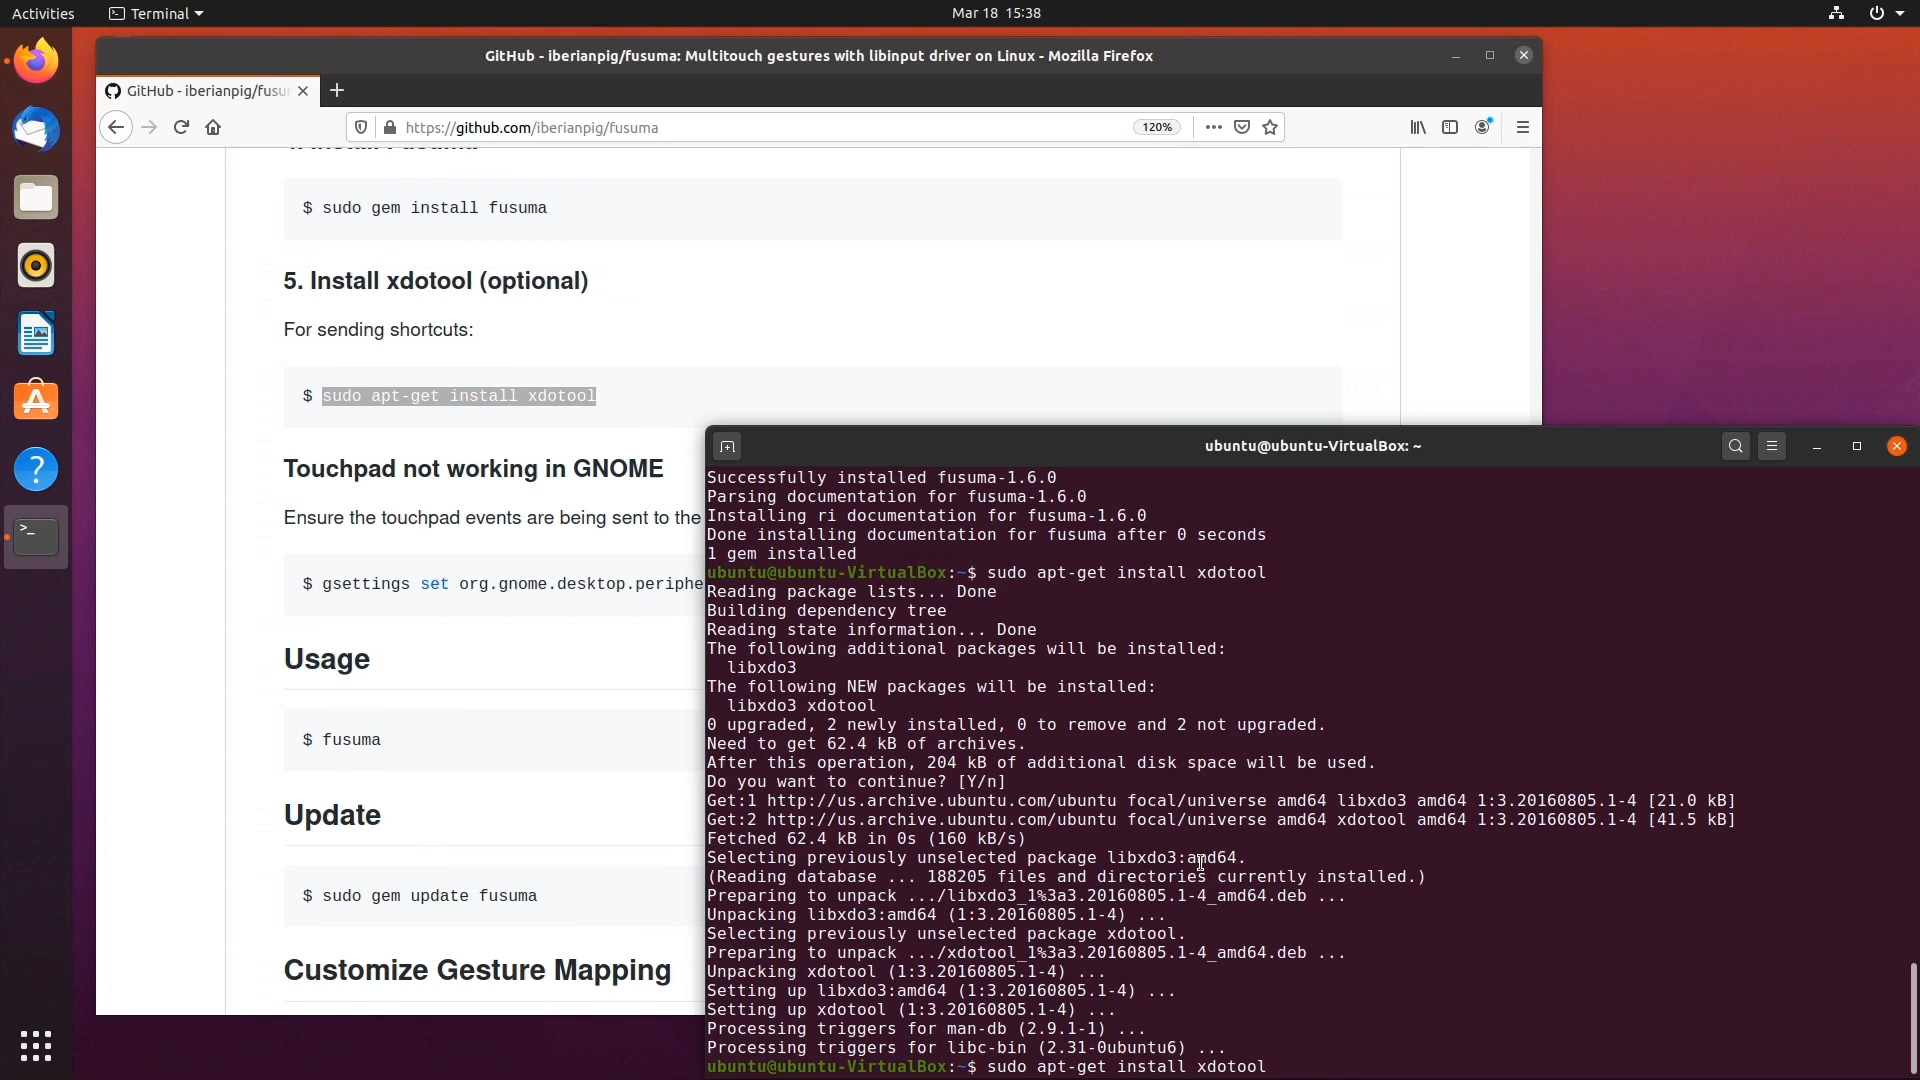 Activities
Terminal
Mar 18 15:38
GitHub - iberianpig/fusuma: Multitouch gestures with libinput driver on Linux - Mozilla Firefox
GitHub - iberianpig/fusum
https://github.com/iberianpig/fusuma
120%
$ sudo gem install fusuma
5. Install xdotool (optional)
For sending shortcuts:
$ sudo apt-get install xdotool
Touchpad not working in GNOME
Ensure the touchpad events are being sent to the
$ gsettings set org.gnome.desktop.periphe
Usage
$ fusuma
Update
$ sudo gem update fusuma
Customize Gesture Mapping
ubuntu@ubuntu-VirtualBox: ~
Successfully installed fusuma-1.6.0
Parsing documentation for fusuma-1.6.0
Installing ri documentation for fusuma-1.6.0
Done installing documentation for fusuma after 0 seconds
1 gem installed
ubuntu@ubuntu-VirtualBox:~$ sudo apt-get install xdotool
Reading package lists... Done
Building dependency tree
Reading state information... Done
The following additional packages will be installed:
libxdo3
The following NEW packages will be installed:
libxdo3 xdotool
0 upgraded, 2 newly installed, 0 to remove and 2 not upgraded.
Need to get 62.4 kB of archives.
After this operation, 204 kB of additional disk space will be used.
Do you want to continue? [Y/n]
Get:1 http://us.archive.ubuntu.com/ubuntu focal/universe amd64 libxdo3 amd64 1:3.20160805.1-4 [21.0 kB]
Get:2 http://us.archive.ubuntu.com/ubuntu focal/universe amd64 xdotool amd64 1:3.20160805.1-4 [41.5 kB]
Fetched 62.4 kB in 0s (160 kB/s)
Selecting previously unselected package libxdo3:amd64.
(Reading database ... 188205 files and directories currently installed.)
Preparing to unpack .../libxdo3_1%3a3.20160805.1-4_amd64.deb ...
Unpacking libxdo3:amd64 (1:3.20160805.1-4) ...
Selecting previously unselected package xdotool.
Preparing to unpack .../xdotool_1%3a3.20160805.1-4_amd64.deb ...
Unpacking xdotool (1:3.20160805.1-4) ...
Setting up libxdo3:amd64 (1:3.20160805.1-4) ...
Setting up xdotool (1:3.20160805.1-4) ...
Processing triggers for man-db (2.9.1-1) ...
Processing triggers for libc-bin (2.31-0ubuntu6) ...
ubuntu@ubuntu-VirtualBox:~$ sudo apt-get install xdotool